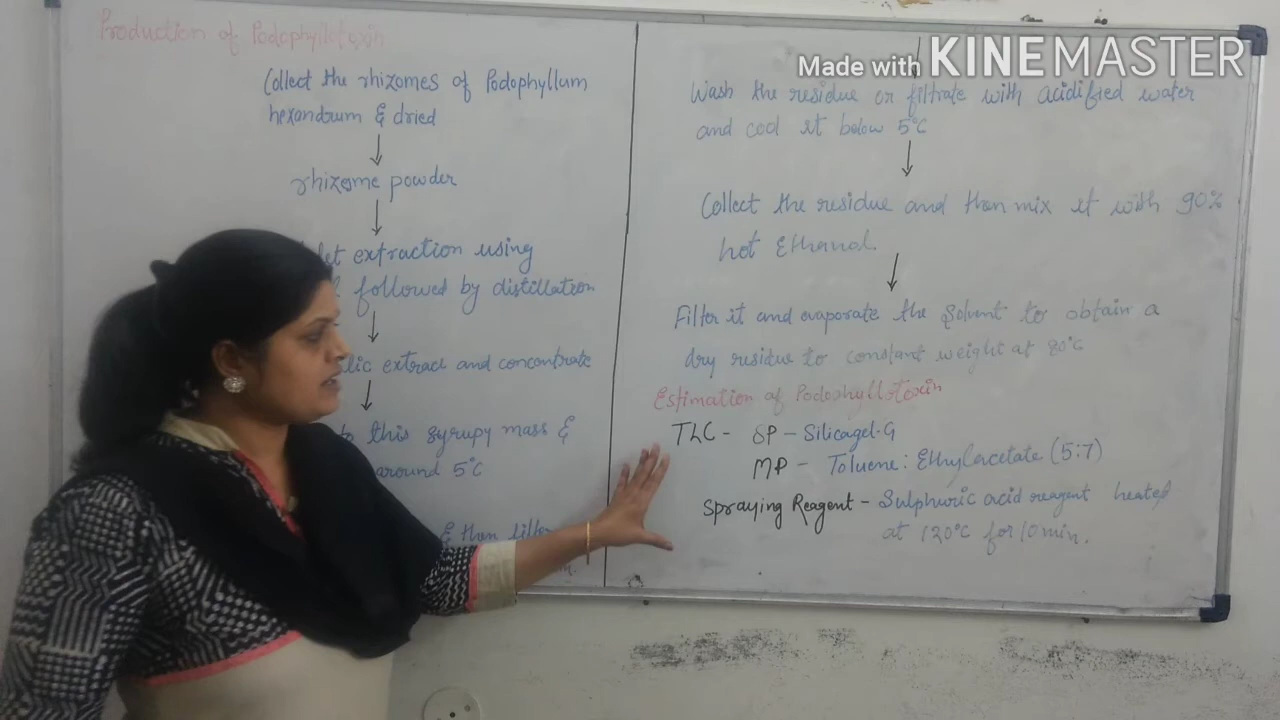 Production of Podophyllotoxin
Collect the rhizomes of Podophyllum
hexandrum & dried
rhizome powder
extraction using
followed by distillation
extract and concentrate
this syrupy mass &
around 5°C
& then filter
Made with KINEMASTER
Wash the residue or filtrate with acidified water
and cool it below 5°C
Collect the residue and then mix it with 90%
hot Ethanol.
Filter it and evaporate the solvent to obtain a
dry residue to constant weight at 80°C
Estimation of Podophyllotoxin
TLC - SP - Silicagel-G
MP - Toluene: Ethylacetate (5:7)
Spraying Reagent - Sulphuric acid reagent heated
at 120°C for 10 min.